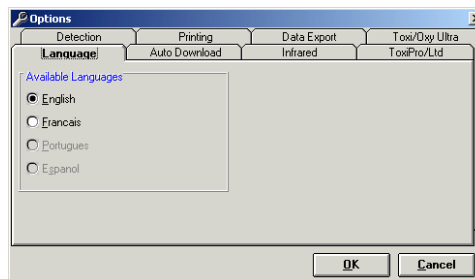 Options
Detection Printing Data Export Toxi/Oxy Ultra
Language Auto Download Infrared ToxiPro/Ltd
Available Languages
English
Francais
Portugues
Espanol
OK Cancel